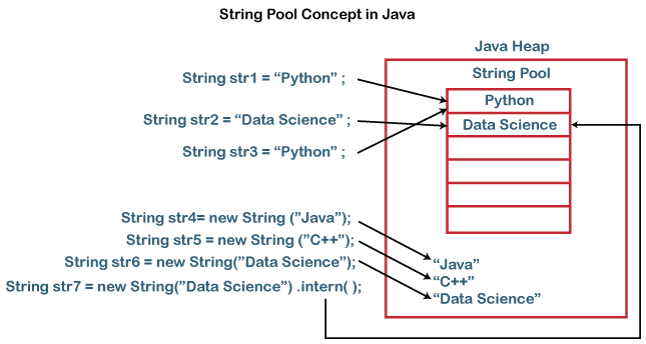 String Pool Concept in Java
Java Heap
String Pool
String str1 = “Python” ;
String str2 = “Data Science” ;
String str3 = “Python” ;
Python
Data Science
String str4= new String (”Java”);
String str5 = new String (”C++”);
String str6 = new String(”Data Science”);
String str7 = new String(”Data Science”) .intern( );
“Java”
“C++”
“Data Science”